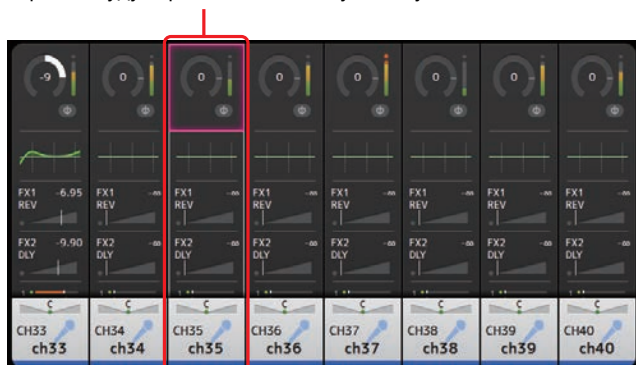 -9 0 0 0 0 0 0 0
Φ Φ Φ Φ Φ Φ Φ Φ
FX1 -6.95 FX1 -∞ FX1 -∞ FX1 -∞ FX1 -∞ FX1 -∞ FX1 -∞ FX1 -∞
REV REV REV REV REV REV REV REV
FX2 -9.90 FX2 -∞ FX2 -∞ FX2 -∞ FX2 -∞ FX2 -∞ FX2 -∞ FX2 -∞
DLY DLY DLY DLY DLY DLY DLY DLY
C C C C C C C C
CH33 CH34 CH35 CH36 CH37 CH38 CH39 CH40
ch33 ch34 ch35 ch36 ch37 ch38 ch39 ch40